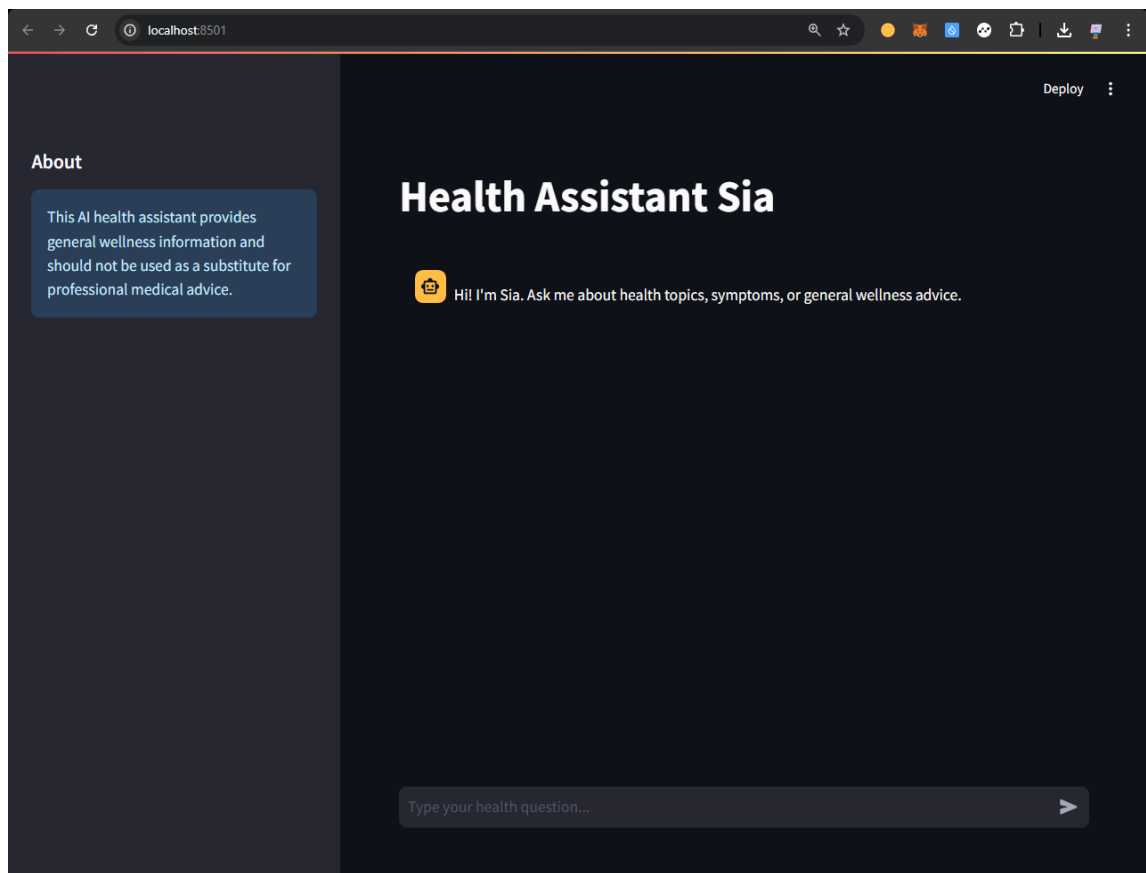 localhost:8501
Deploy
About
This AI health assistant provides
general wellness information and
should not be used as a substitute for
professional medical advice.
Health Assistant Sia
Hi! I'm Sia. Ask me about health topics, symptoms, or general wellness advice.
Type your health question...